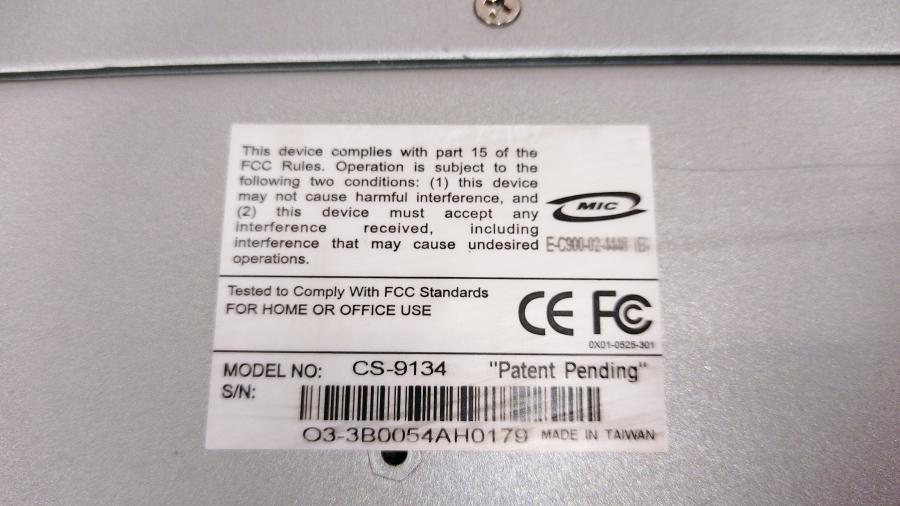 This device complies with part 15 of the
FCC Rules. Operation is subject to the
following two conditions: (1) this device
may not cause harmful interference, and
(2) this device must accept any
interference received, including
interference that may cause undesired
operations.
MIC
E-C900-02-4448 (B)
Tested to Comply With FCC Standards
FOR HOME OR OFFICE USE
CE FC
0X01-0525-301
MODEL NO: CS-9134 "Patent Pending"
S/N:
O3-3B0054AH0179 MADE IN TAIWAN